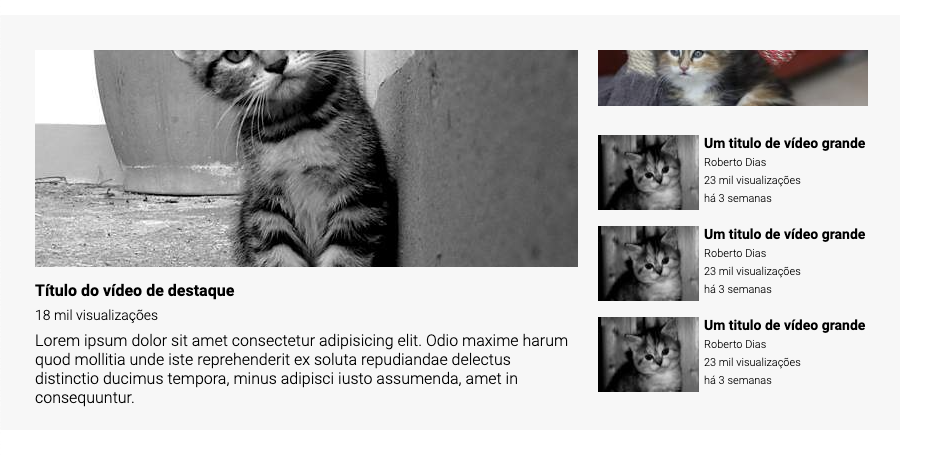 Título do vídeo de destaque
18 mil visualizações
Lorem ipsum dolor sit amet consectetur adipisicing elit. Odio maxime harum
quod mollitia unde iste reprehenderit ex soluta repudiandae delectus
distinctio ducimus tempora, minus adipisci iusto assumenda, amet in
consequuntur.
Um titulo de vídeo grande
Roberto Dias
23 mil visualizações
há 3 semanas
Um titulo de vídeo grande
Roberto Dias
23 mil visualizações
há 3 semanas
Um titulo de vídeo grande
Roberto Dias
23 mil visualizações
há 3 semanas